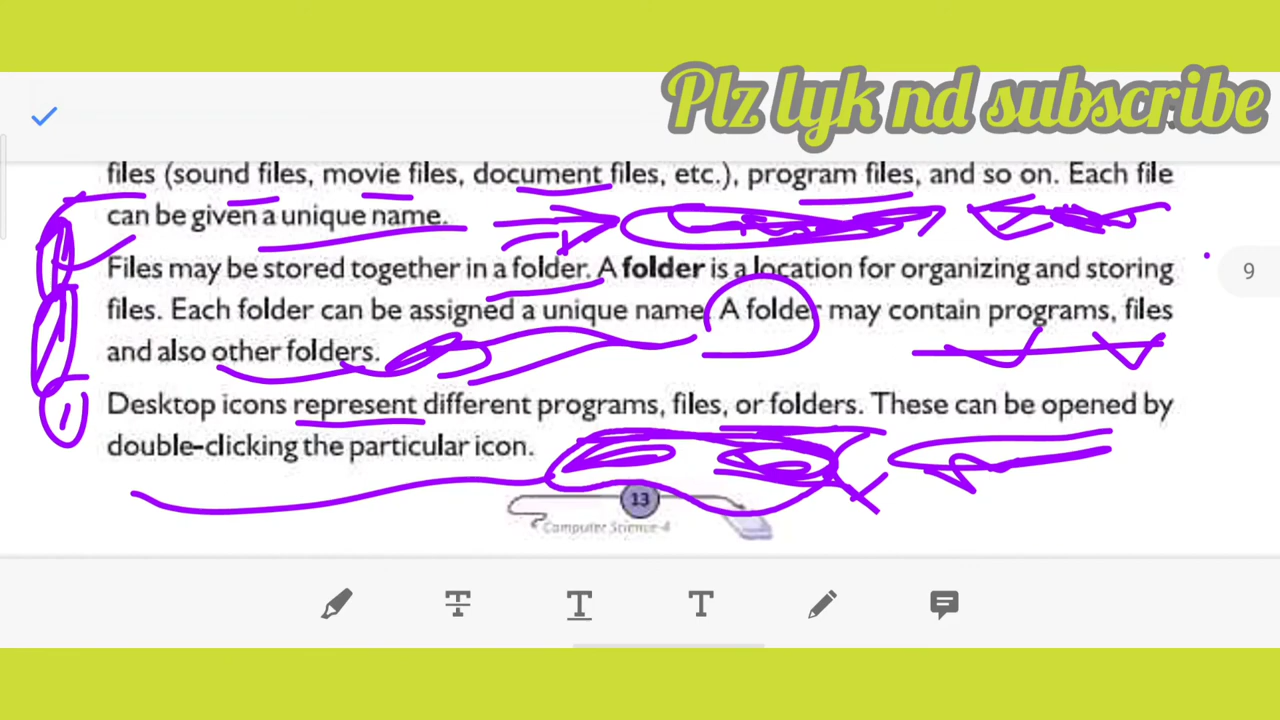 Plz lyk nd subscribe
files (sound files, movie files, document files, etc.), program files, and so on. Each file
can be given a unique name.
Files may be stored together in a folder. A folder is a location for organizing and storing
files. Each folder can be assigned a unique name. A folder may contain programs, files
and also other folders.
9
Desktop icons represent different programs, files, or folders. These can be opened by
double-clicking the particular icon.
13
Computer Science-4
T
T
T